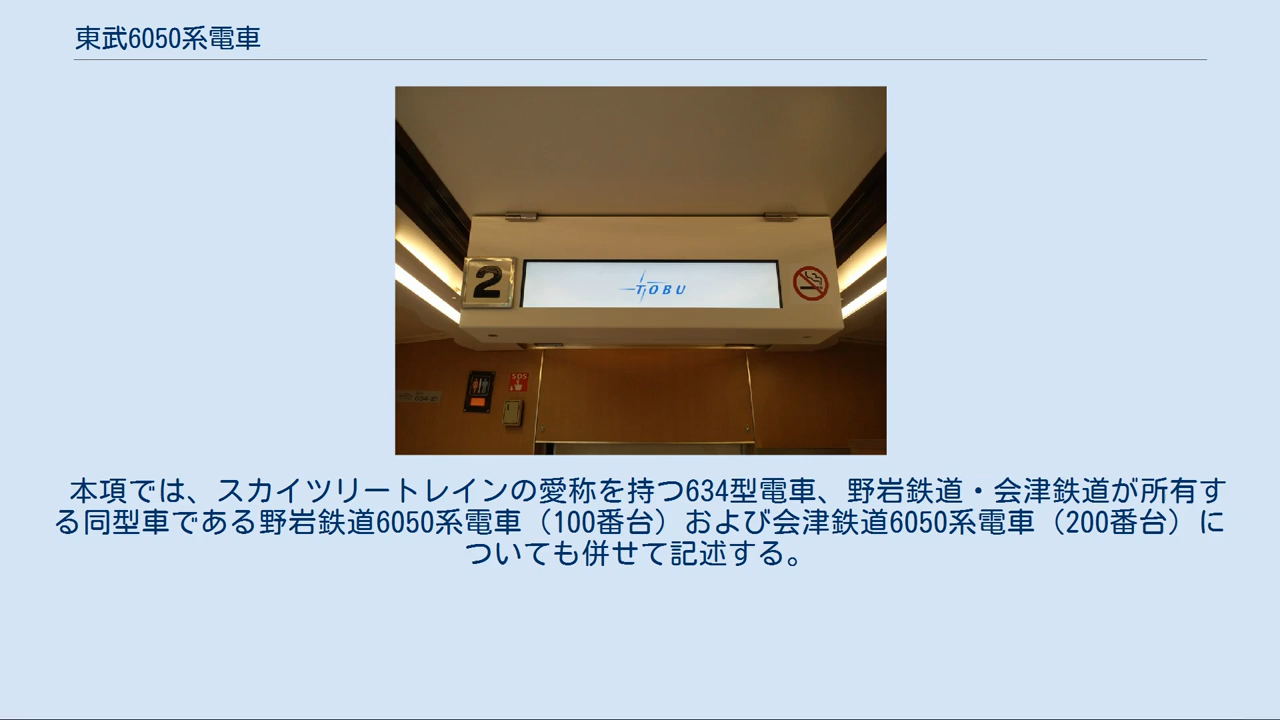 東武6050系電車
2
TOBU
SOS
本項では、スカイツリートレインの愛称を持つ634型電車、野岩鉄道・会津鉄道が所有す
る同型車である野岩鉄道6050系電車（100番台）および会津鉄道6050系電車（200番台）に
ついても併せて記述する。